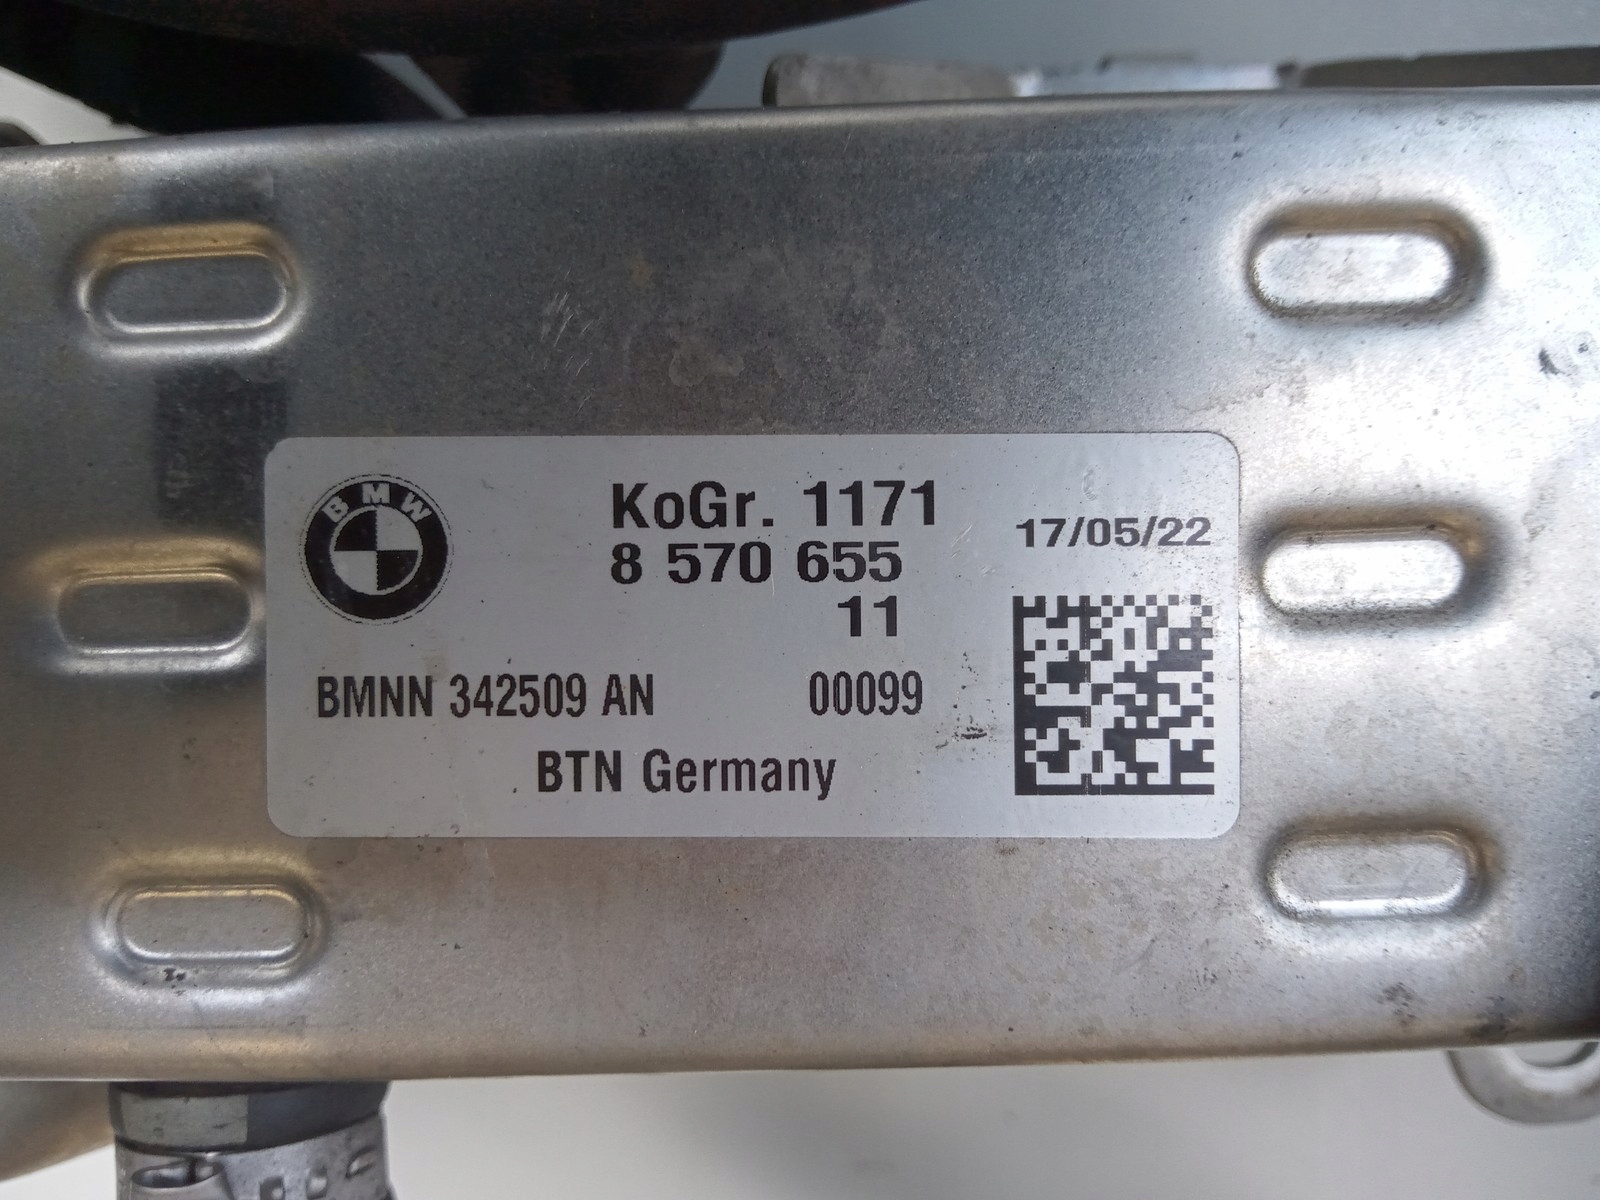 BMW
KoGr. 1171
8 570 655
11
17/05/22
BMNN 342509 AN 00099
BTN Germany